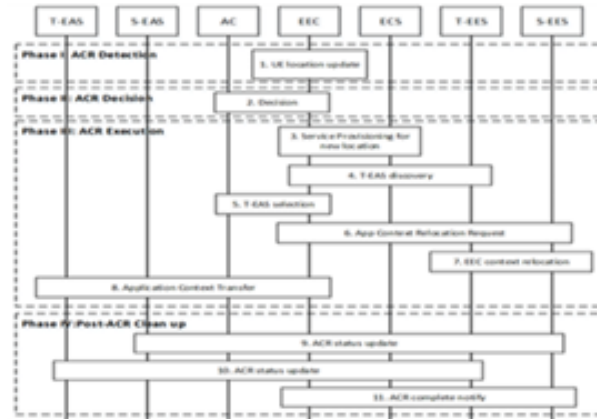 T-EAS S-EAS AC EEC ECS T-EES S-EES
Phase I: ACR Detection
1. UE location update
Phase II: ACR Decision
2. Decision
Phase III: ACR Execution
3. Service Provisioning for
new location
4. T-EAS discovery
5. T-EAS selection
6. App Context Relocation Request
7. EEC context relocation
8. Application Context Transfer
Phase IV:Post-ACR Clean up
9. ACR status update
10. ACR status update
11. ACR complete notify